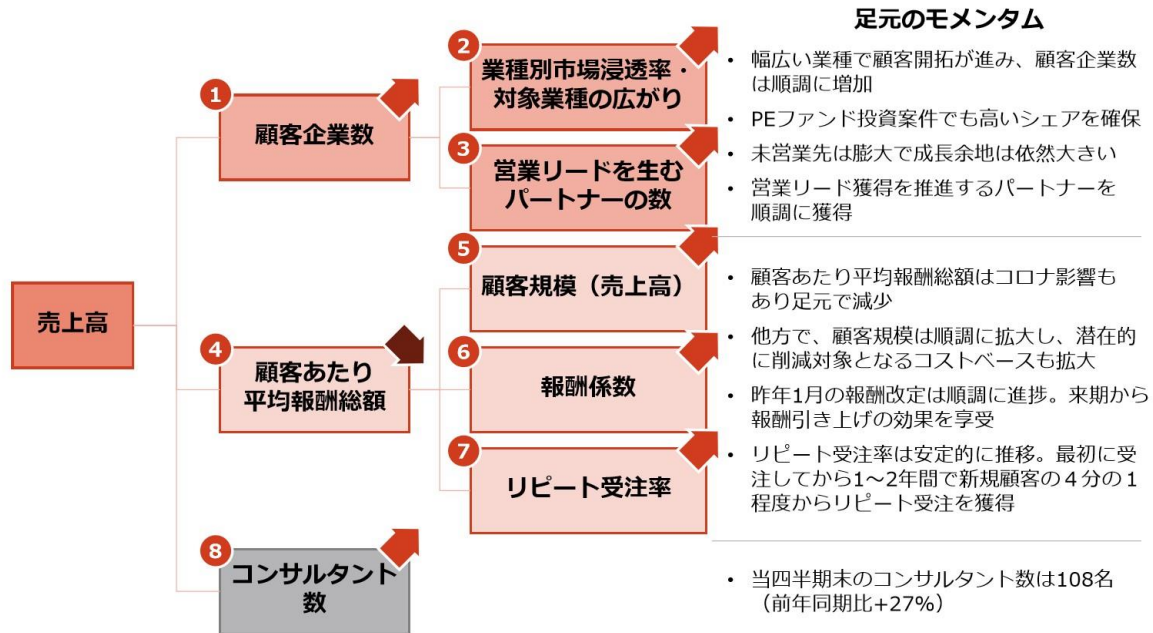 足元のモメンタム
売上高
1
顧客企業数
2
業種別市場浸透率・
対象業種の広がり
3
営業リードを生む
パートナーの数
• 幅広い業種で顧客開拓が進み、顧客企業数
は順調に増加
• PEファンド投資案件でも高いシェアを確保
• 未営業先は膨大で成長余地は依然大きい
• 営業リード獲得を推進するパートナーを
順調に獲得
4
顧客あたり
平均報酬総額
5
顧客規模（売上高）
6
報酬係数
7
リピート受注率
• 顧客あたり平均報酬総額はコロナ影響も
あり足元で減少
• 他方で、顧客規模は順調に拡大し、潜在的
に削減対象となるコストベースも拡大
• 昨年1月の報酬改定は順調に進捗。来期から
報酬引き上げの効果を享受
• リピート受注率は安定的に推移。最初に受
注してから1～2年間で新規顧客の４分の１
程度からリピート受注を獲得
8
コンサルタント
数
• 当四半期末のコンサルタント数は108名
（前年同期比+27%）